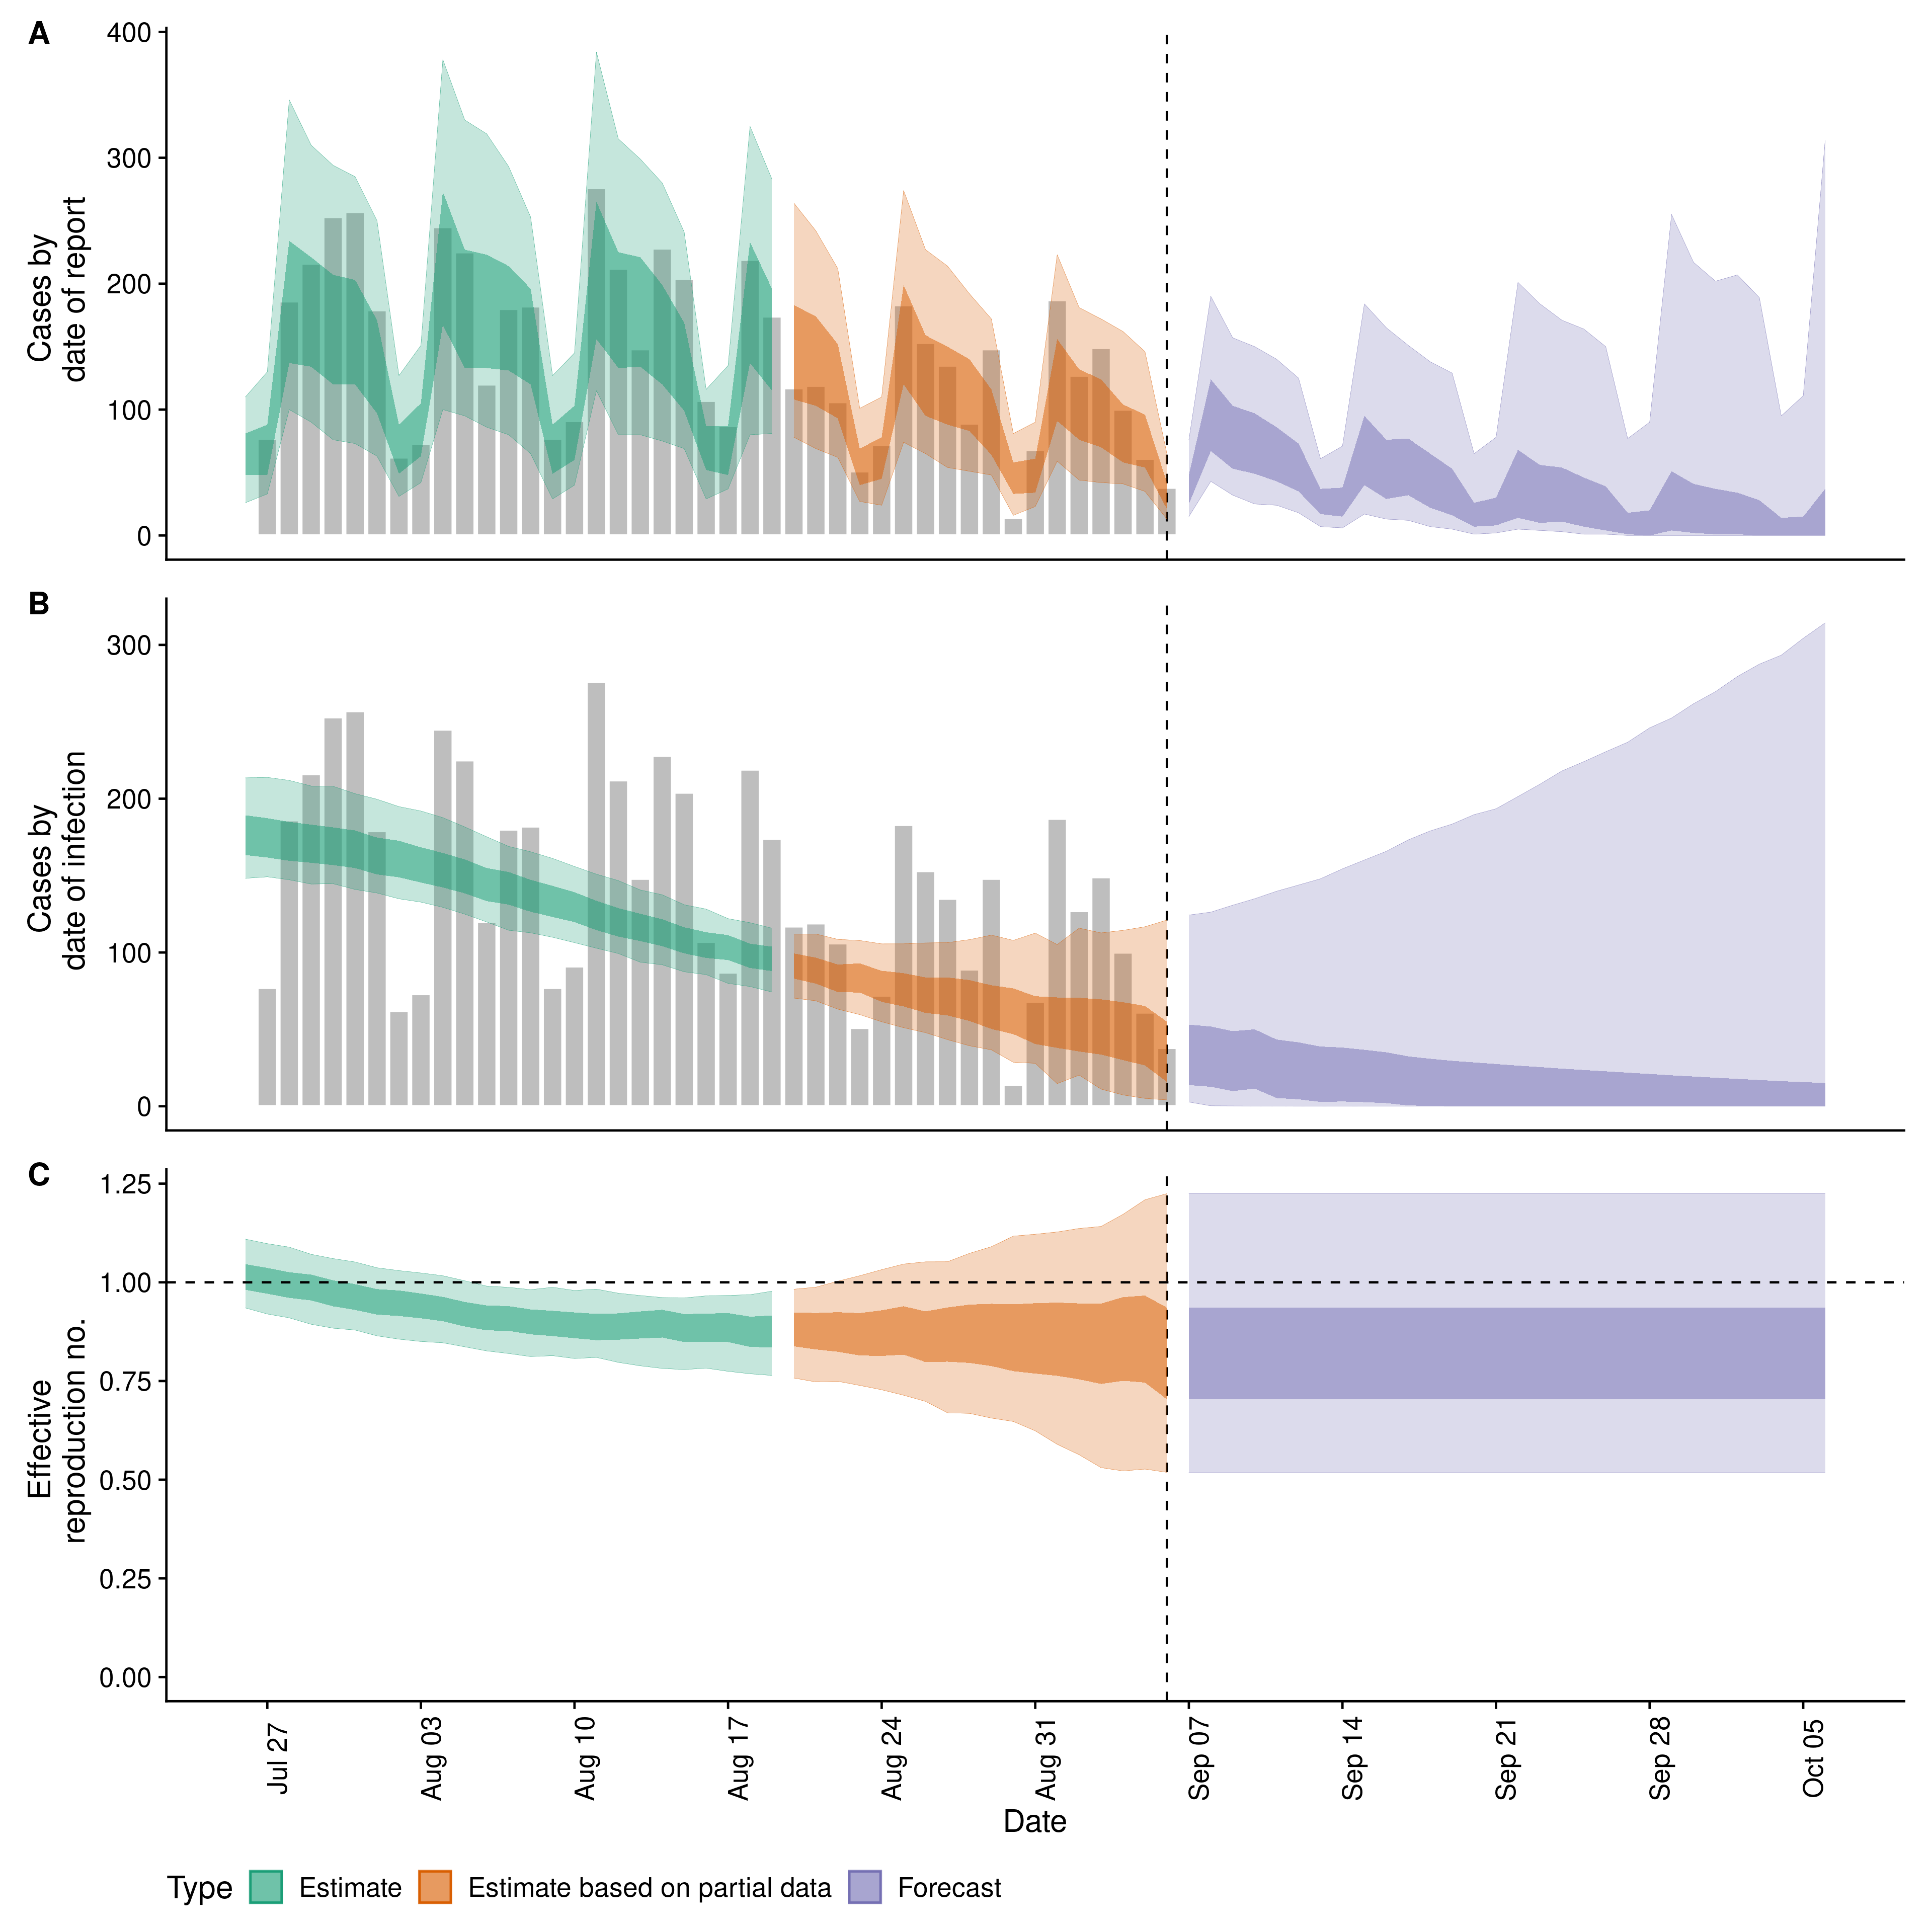 A
400
300
200
100
0
Cases by
date of report
B
300
200
100
0
Cases by
date of infection
C
1.25
1.00
0.75
0.50
0.25
0.00
Effective
reproduction no.
Jul 27
Aug 03
Aug 10
Aug 17
Aug 24
Aug 31
Sep 07
Sep 14
Sep 21
Sep 28
Oct 05
Date
Type Estimate Estimate based on partial data Forecast